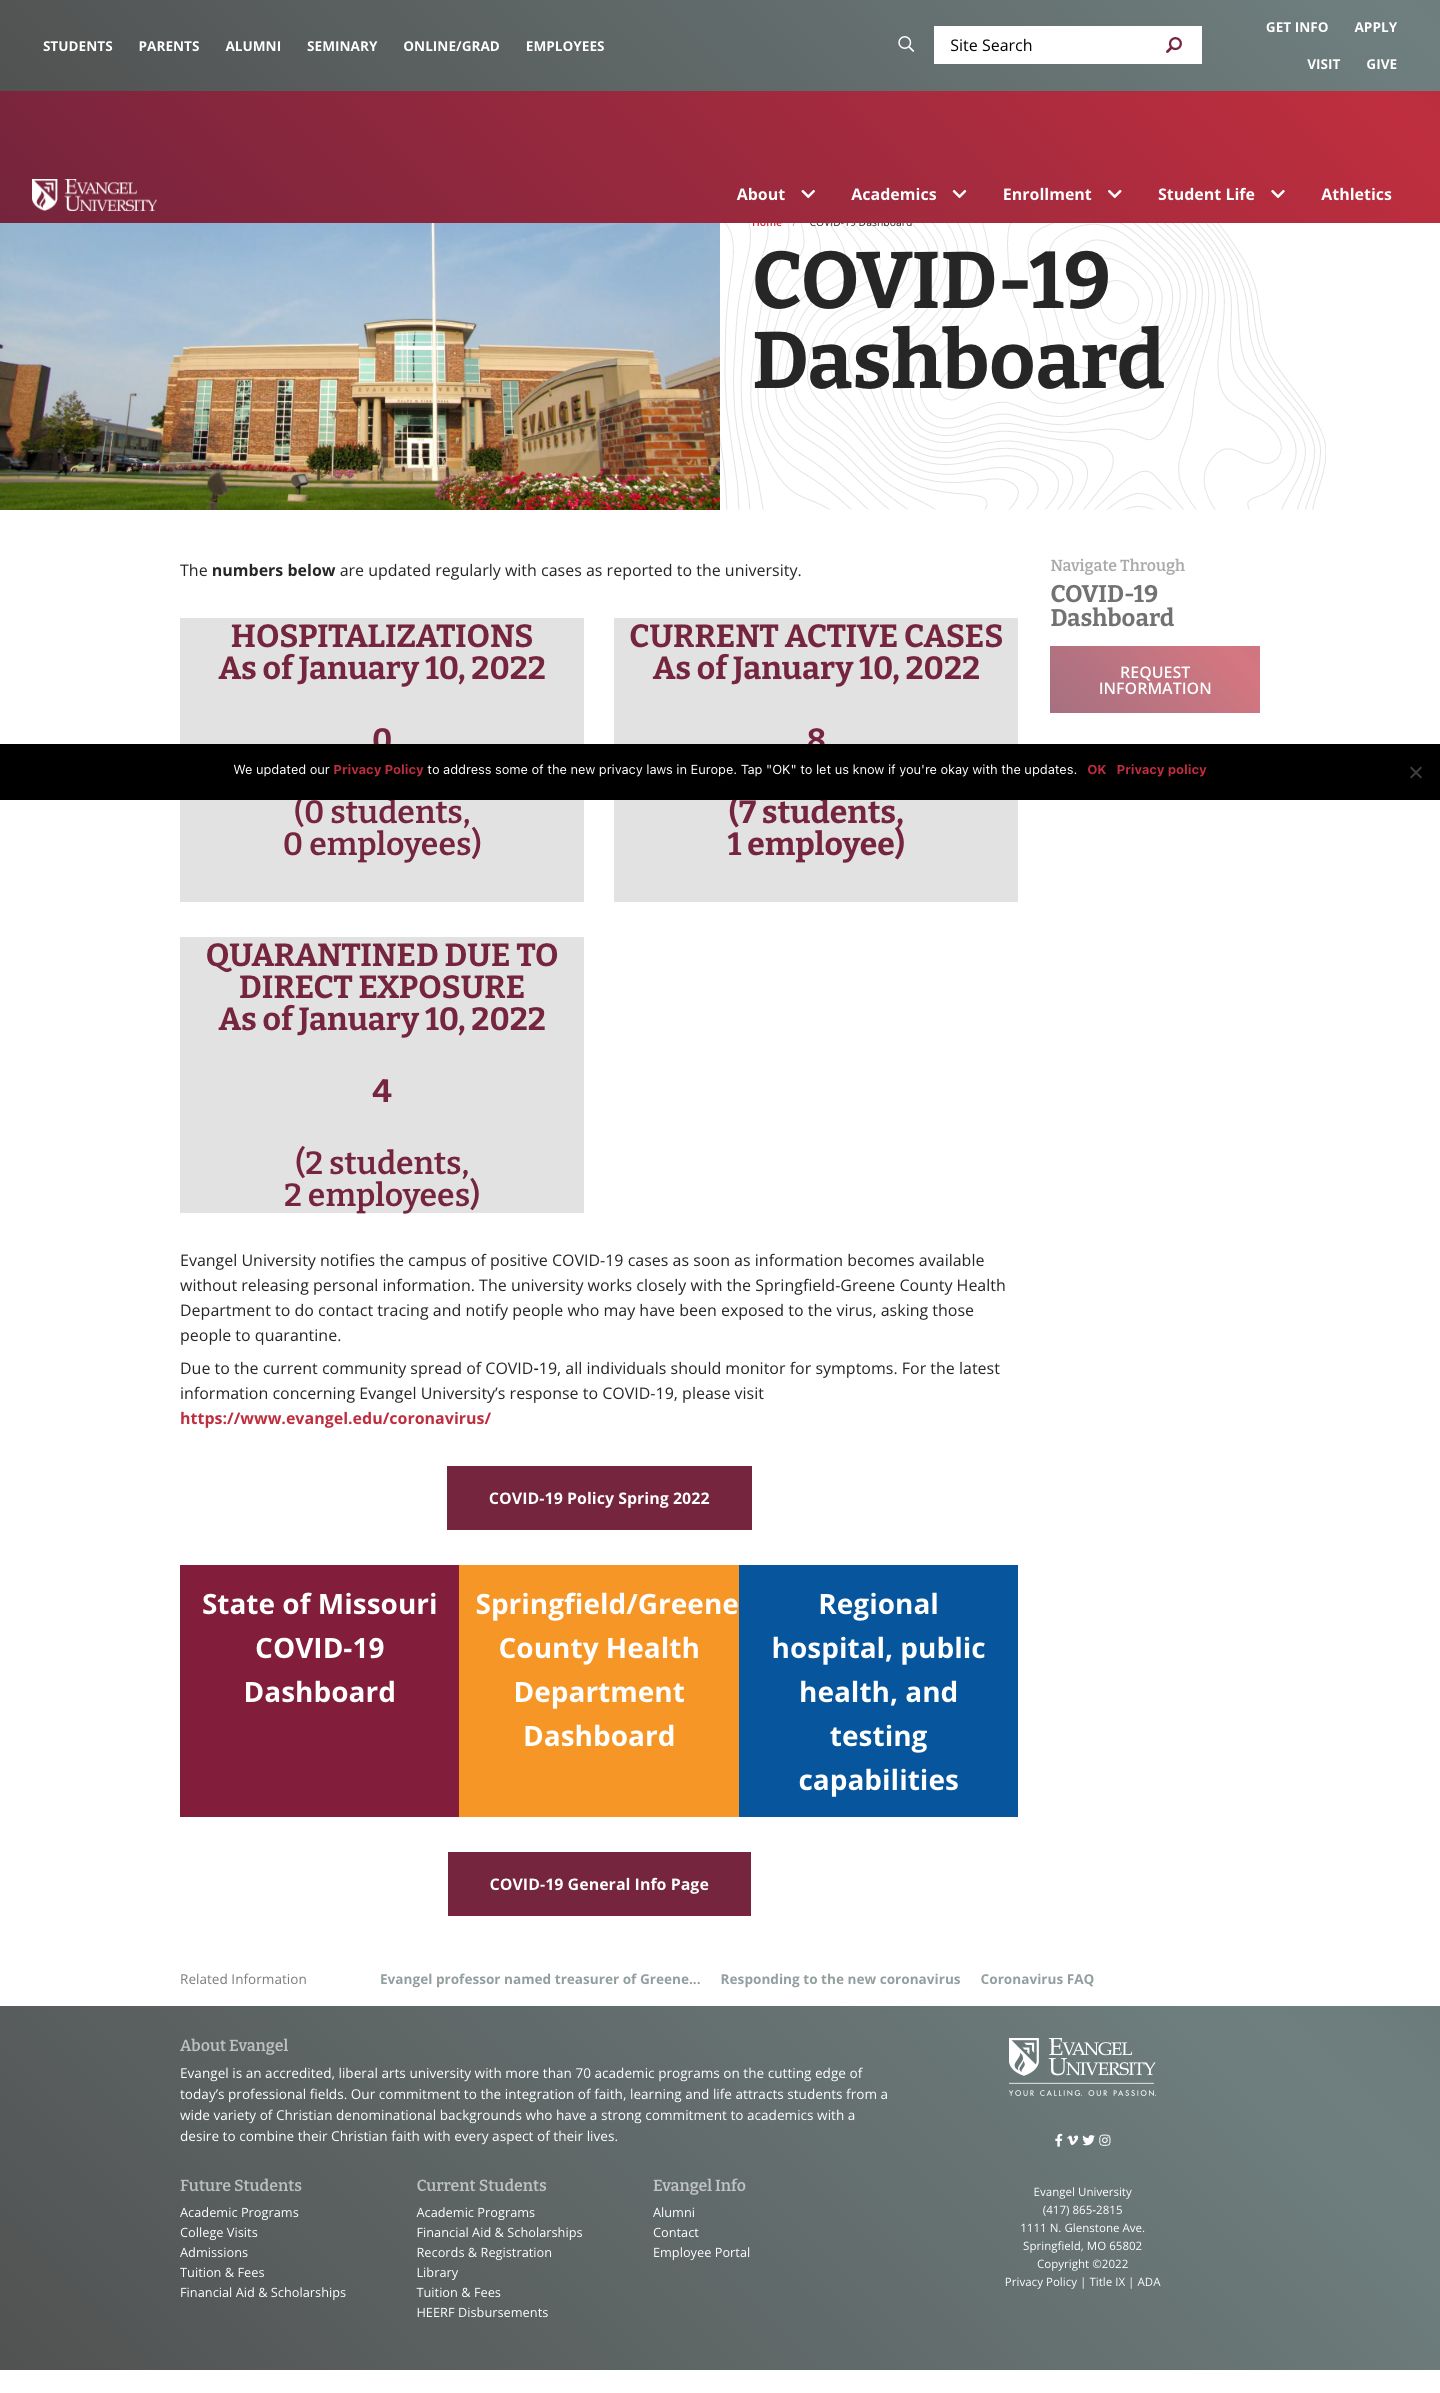 STUDENTS PARENTS ALUMNI SEMINARY ONLINE/GRAD EMPLOYEES
Site Search
GET INFO APPLY
VISIT GIVE
EVANGEL
UNIVERSITY
About Academics Enrollment Student Life Athletics
Home / COVID-19 Dashboard
EVANGEL
COVID-19
Dashboard
The numbers below are updated regularly with cases as reported to the university.
HOSPITALIZATIONS
As of January 10, 2022
0
(0 students,
0 employees)
CURRENT ACTIVE CASES
As of January 10, 2022
8
(7 students,
1 employee)
Navigate Through
COVID-19
Dashboard
REQUEST
INFORMATION
We updated our Privacy Policy to address some of the new privacy laws in Europe. Tap "OK" to let us know if you're okay with the updates. OK Privacy policy
QUARANTINED DUE TO
DIRECT EXPOSURE
As of January 10, 2022
4
(2 students,
2 employees)
Evangel University notifies the campus of positive COVID-19 cases as soon as information becomes available
without releasing personal information. The university works closely with the Springfield-Greene County Health
Department to do contact tracing and notify people who may have been exposed to the virus, asking those
people to quarantine.
Due to the current community spread of COVID-19, all individuals should monitor for symptoms. For the latest
information concerning Evangel University’s response to COVID-19, please visit
https://www.evangel.edu/coronavirus/
COVID-19 Policy Spring 2022
State of Missouri
COVID-19
Dashboard
Springfield/Greene
County Health
Department
Dashboard
Regional
hospital, public
health, and
testing
capabilities
COVID-19 General Info Page
Related Information Evangel professor named treasurer of Greene... Responding to the new coronavirus Coronavirus FAQ
About Evangel
Evangel is an accredited, liberal arts university with more than 70 academic programs on the cutting edge of
today’s professional fields. Our commitment to the integration of faith, learning and life attracts students from a
wide variety of Christian denominational backgrounds who have a strong commitment to academics with a
desire to combine their Christian faith with every aspect of their lives.
Future Students
Academic Programs
College Visits
Admissions
Tuition & Fees
Financial Aid & Scholarships
Current Students
Academic Programs
Financial Aid & Scholarships
Records & Registration
Library
Tuition & Fees
HEERF Disbursements
Evangel Info
Alumni
Contact
Employee Portal
EVANGEL
UNIVERSITY
YOUR CALLING. OUR PASSION.
Evangel University
(417) 865-2815
1111 N. Glenstone Ave.
Springfield, MO 65802
Copyright ©2022
Privacy Policy | Title IX | ADA